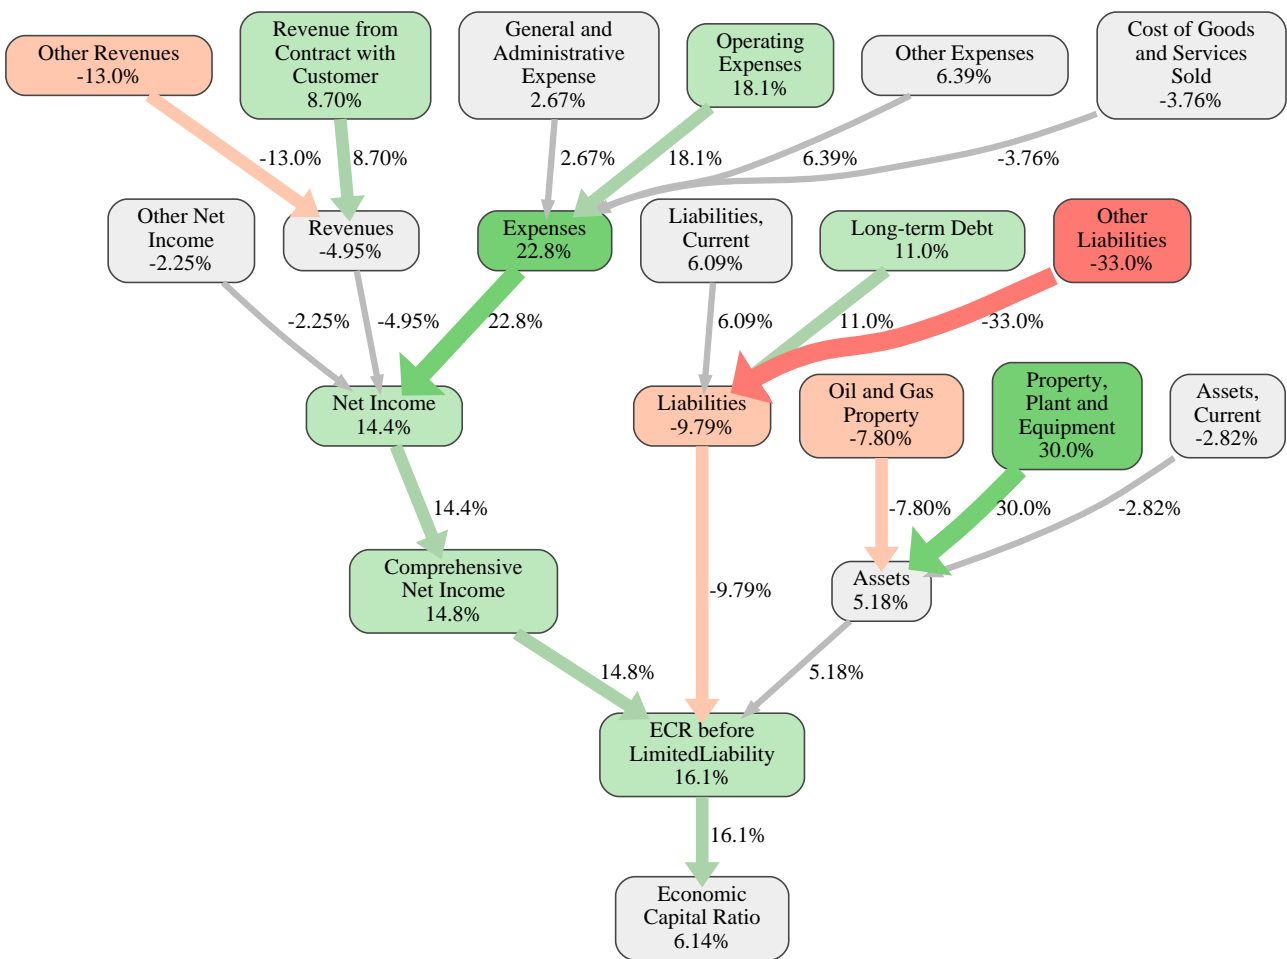 Other Revenues
-13.0%
Revenue from
Contract with
Customer
8.70%
General and
Administrative
Expense
2.67%
Operating
Expenses
18.1%
Other Expenses
6.39%
Cost of Goods
and Services
Sold
-3.76%
-13.0%
8.70%
2.67%
18.1%
6.39%
-3.76%
Other Net
Income
-2.25%
Revenues
-4.95%
Expenses
22.8%
Liabilities,
Current
6.09%
Long-term Debt
11.0%
Other
Liabilities
-33.0%
-2.25%
-4.95%
22.8%
6.09%
11.0%
-33.0%
Net Income
14.4%
Liabilities
-9.79%
Oil and Gas
Property
-7.80%
Property,
Plant and
Equipment
30.0%
Assets,
Current
-2.82%
14.4%
-7.80%
30.0%
-2.82%
Comprehensive
Net Income
14.8%
-9.79%
Assets
5.18%
14.8%
5.18%
ECR before
LimitedLiability
16.1%
16.1%
Economic
Capital Ratio
6.14%